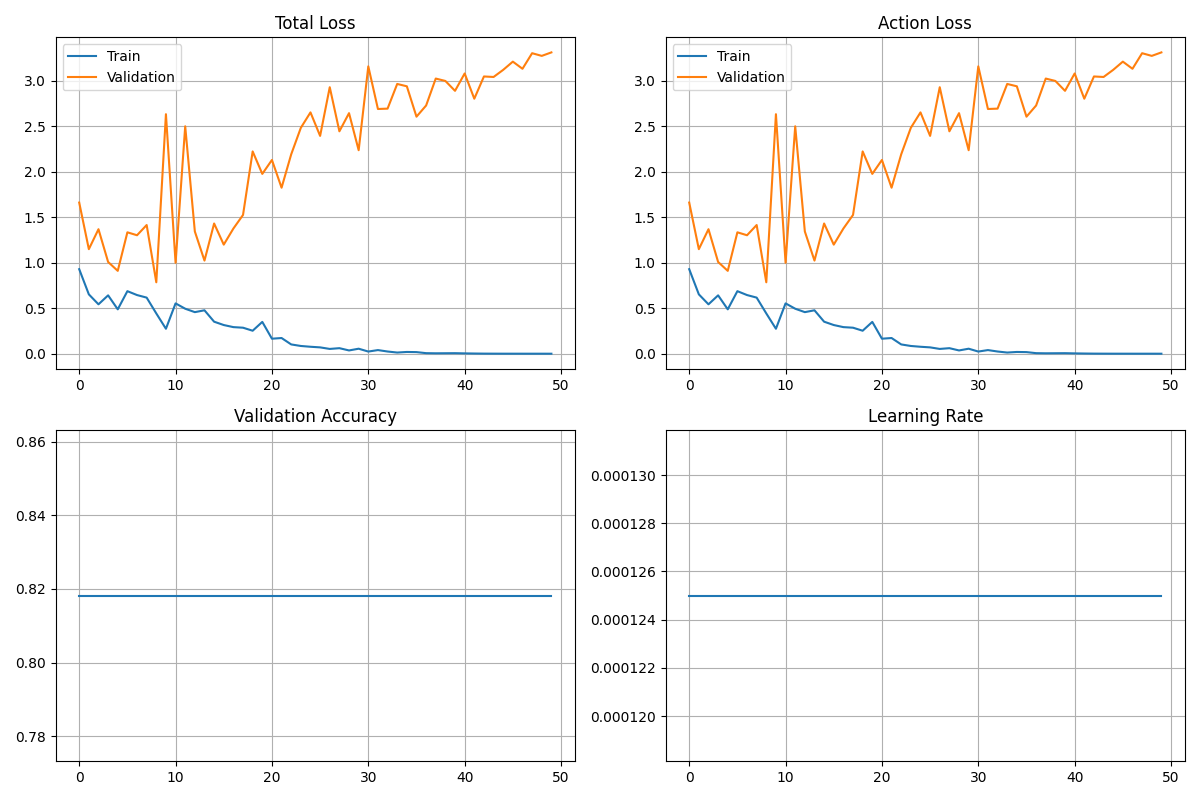 Total Loss
Train
Validation
3.0
2.5
2.0
1.5
1.0
0.5
0.0
0 10 20 30 40 50
Action Loss
Train
Validation
3.0
2.5
2.0
1.5
1.0
0.5
0.0
0 10 20 30 40 50
Validation Accuracy
0.86
0.84
0.82
0.80
0.78
0 10 20 30 40 50
Learning Rate
0.000130
0.000128
0.000126
0.000124
0.000122
0.000120
0 10 20 30 40 50